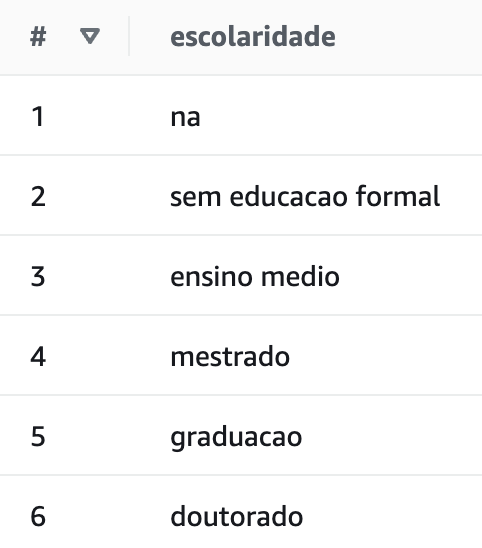 # escolaridade
1 na
2 sem educacao formal
3 ensino medio
4 mestrado
5 graduacao
6 doutorado